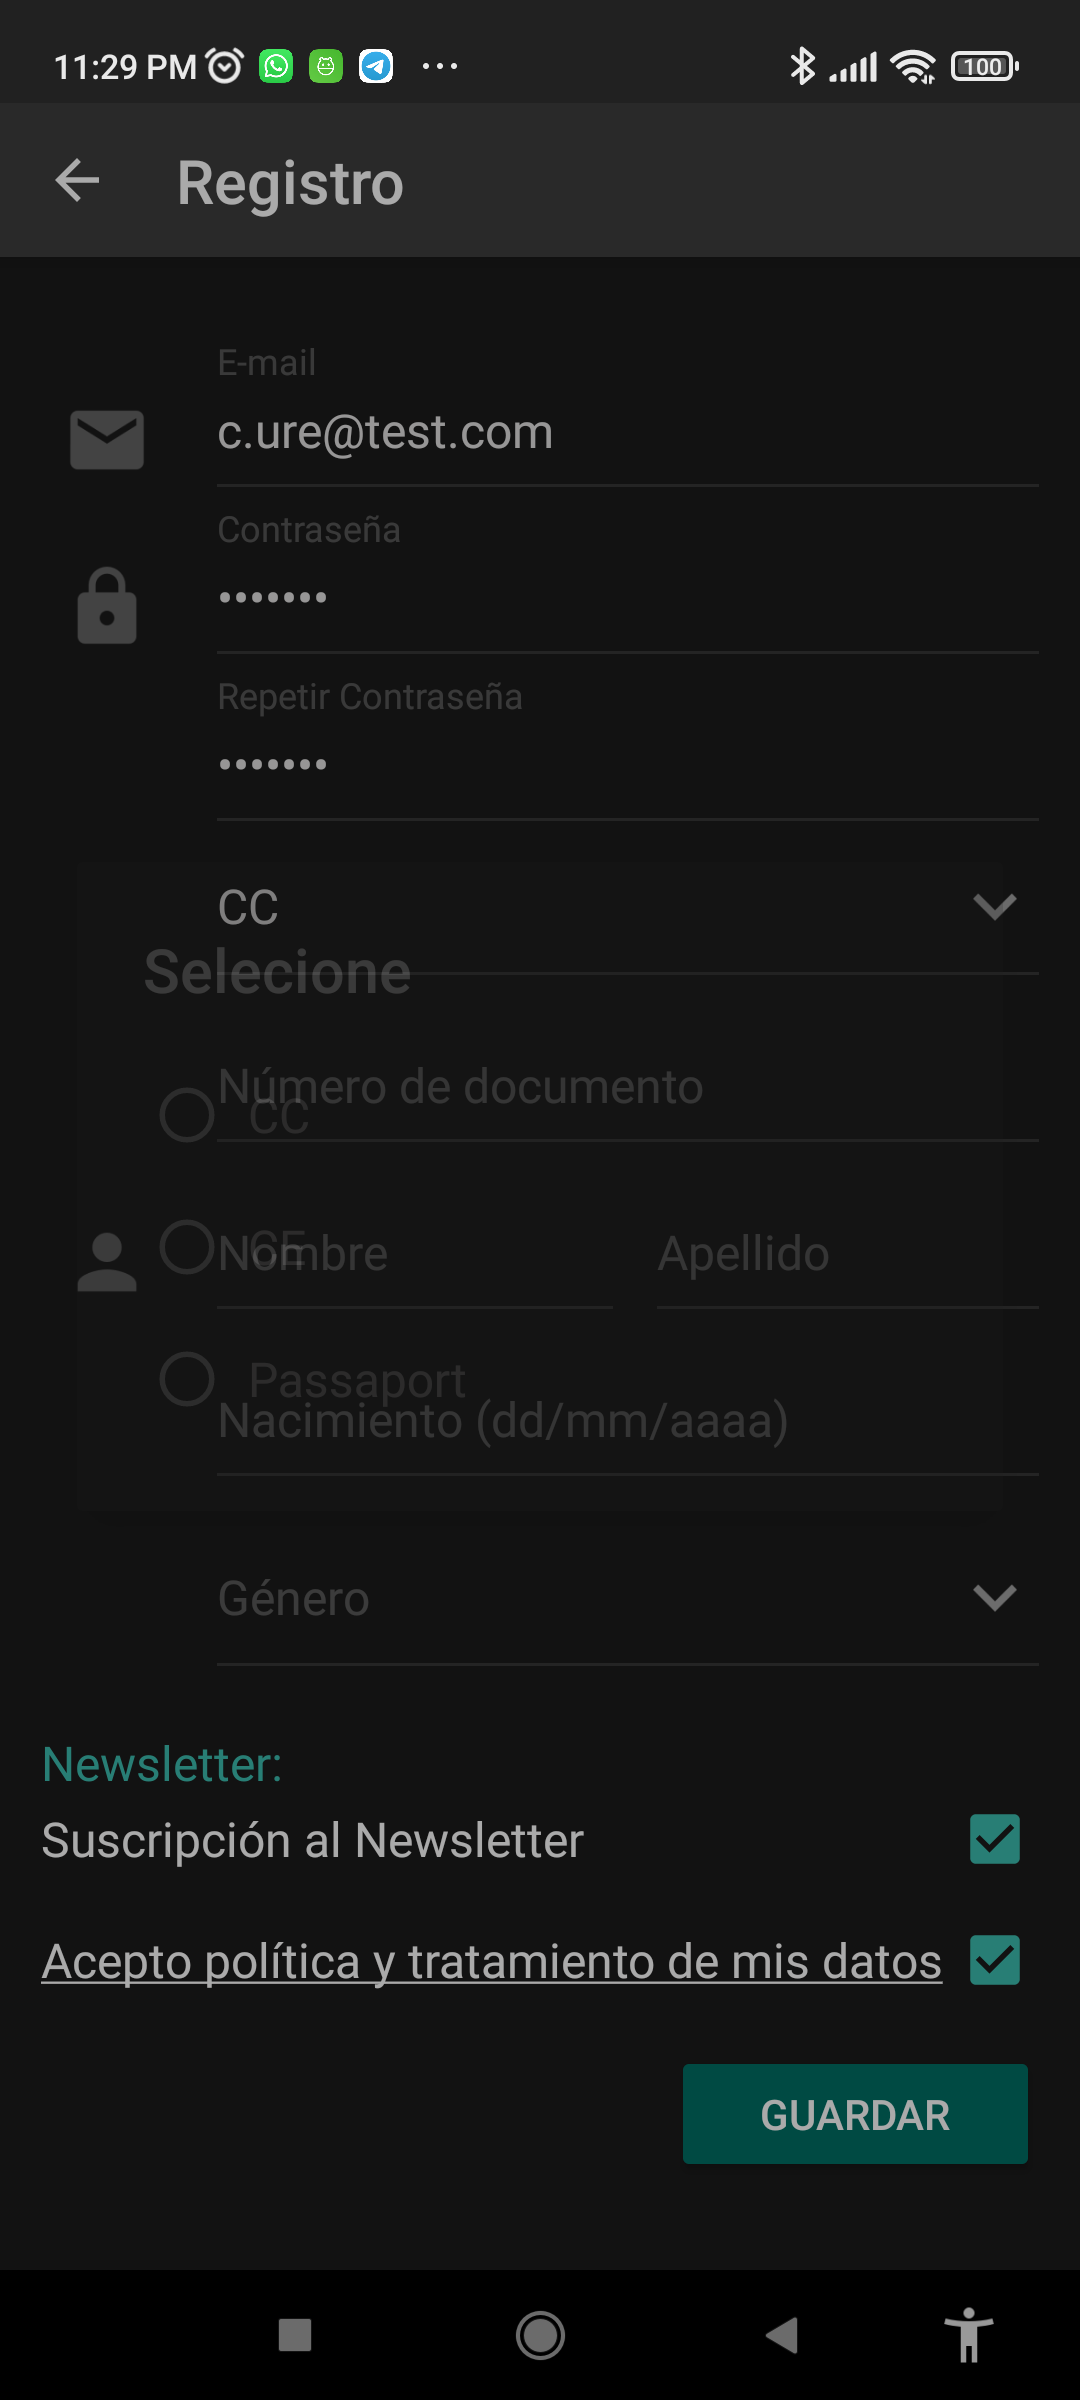 11:29 PM
100
Registro
E-mail
c.ure@test.com
Contraseña
•••••••
Repetir Contraseña
•••••••
CC
Selecione
Número de documento
CC
CE
Nombre
Apellido
Passaport
Nacimiento (dd/mm/aaaa)
Género
Newsletter:
Suscripción al Newsletter
Acepto política y tratamiento de mis datos
GUARDAR